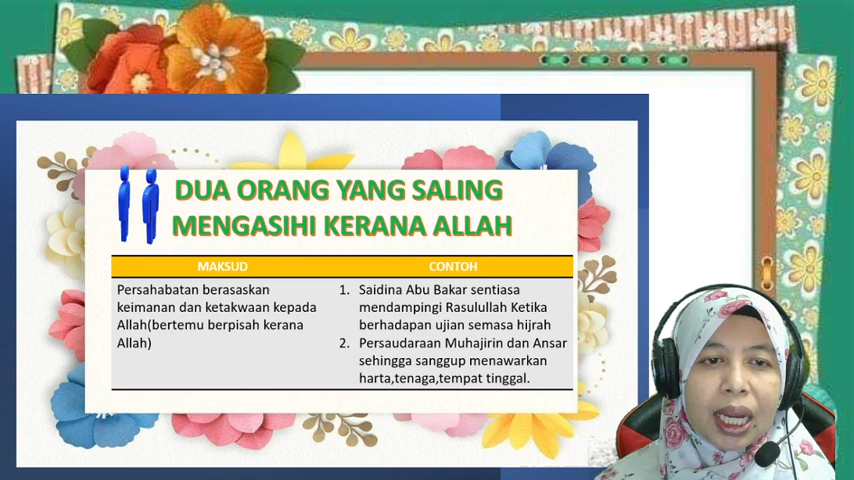 DUA ORANG YANG SALING
MENGASIHI KERANA ALLAH
MAKSUD
CONTOH
Persahabatan berasaskan
keimanan dan ketakwaan kepada
Allah(bertemu berpisah kerana
Allah)
1. Saidina Abu Bakar sentiasa
mendampingi Rasulullah Ketika
berhadapan ujian semasa hijrah
2. Persaudaraan Muhajirin dan Ansar
sehingga sanggup menawarkan
harta,tenaga,tempat tinggal.